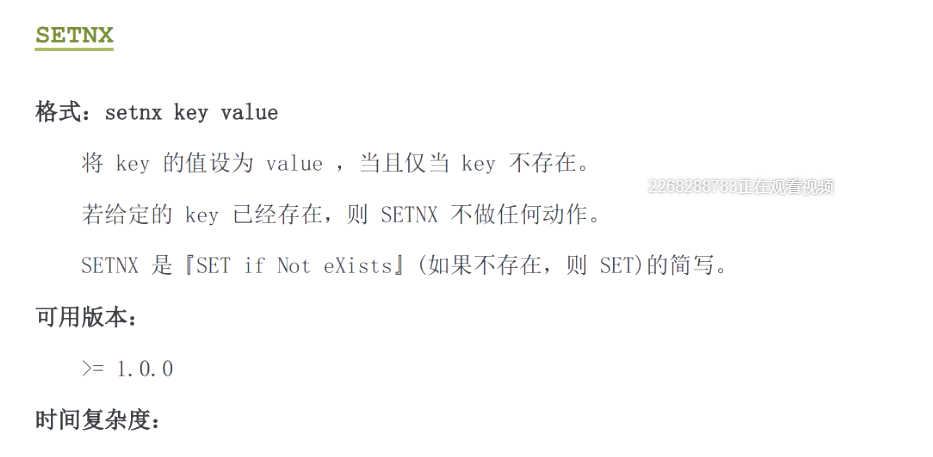 SETNX
格式：setnx key value
将 key 的值设为 value ，当且仅当 key 不存在。
2268288783正在观看视频
若给定的 key 已经存在，则 SETNX 不做任何动作。
SETNX 是『SET if Not eXists』(如果不存在，则 SET)的简写。
可用版本：
>= 1.0.0
时间复杂度：